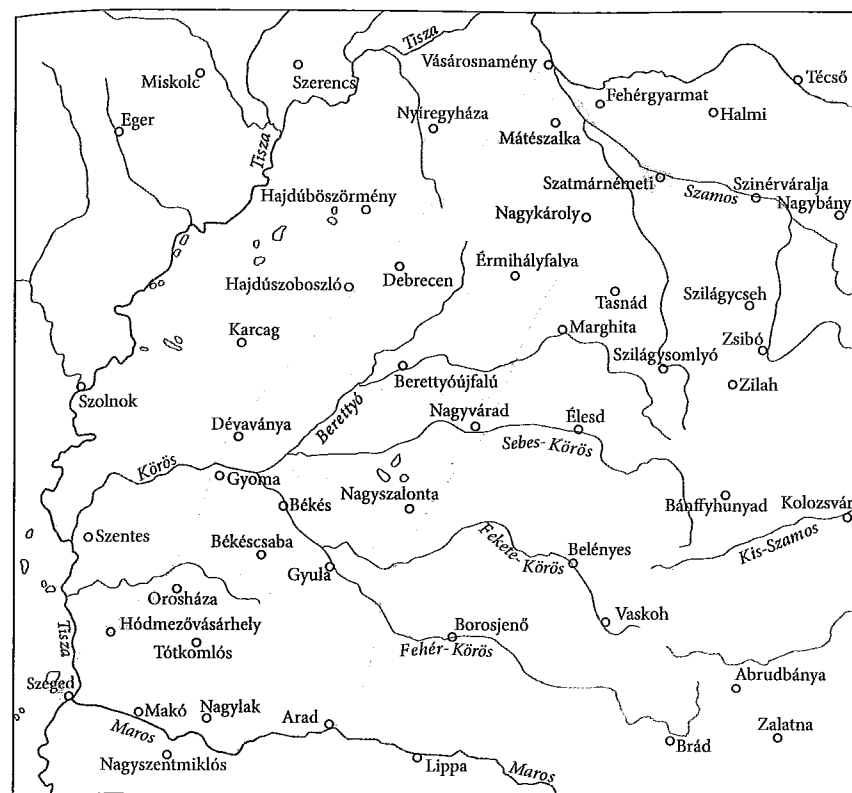 Tisza
Vásárosnamény
Miskolc
Szerencs
Técső
Fehérgyarmat
Halmi
Eger
Tisza
Nyíregyháza
Mátészalka
Szatmárnémeti
Szamos
Szinérváralja
Nagybány
Hajdúböszörmény
Nagykároly
Hajdúszoboszló
Debrecen
Érmihályfalva
Tasnád
Szilágycseh
Karcag
Marghita
Zsibó
Szilágysomlyó
Szolnok
Berettyóújfalú
Zilah
Berettyó
Dévaványa
Nagyvárad
Élesd
Sebes-Körös
Körös
Gyoma
Nagyszalonta
Bánffyhunyad
Kolozsvár
Békés
Szentes
Békéscsaba
Fekete-Körös
Belényes
Kis-Szamos
Gyula
Orosháza
Vaskoh
Tisza
Hódmezővásárhely
Borosjenő
Tótkomlós
Fehér-Körös
Abrudbánya
Szeged
Makó
Nagylak
Arad
Maros
Zalatna
Brád
Nagyszentmiklós
Lippa
Maros